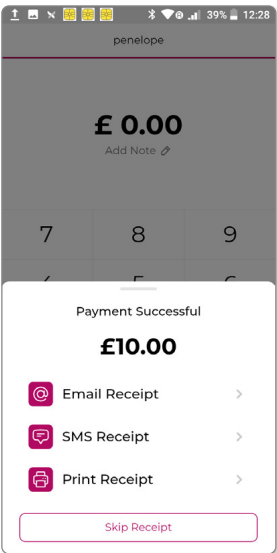 39% 12:28
penelope
£ 0.00
Add Note
7 8 9
Payment Successful
£10.00
Email Receipt
SMS Receipt
Print Receipt
Skip Receipt